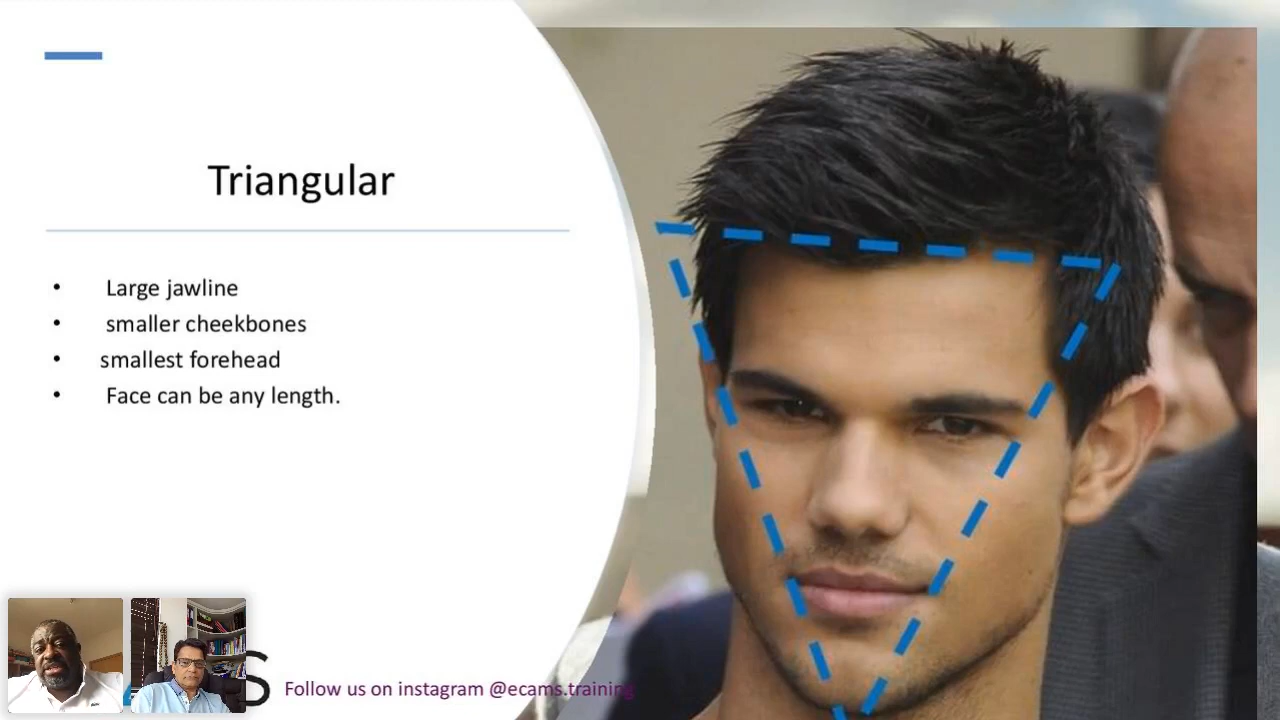 Triangular
• Large jawline
• smaller cheekbones
• smallest forehead
• Face can be any length.
S Follow us on instagram @ecams.training